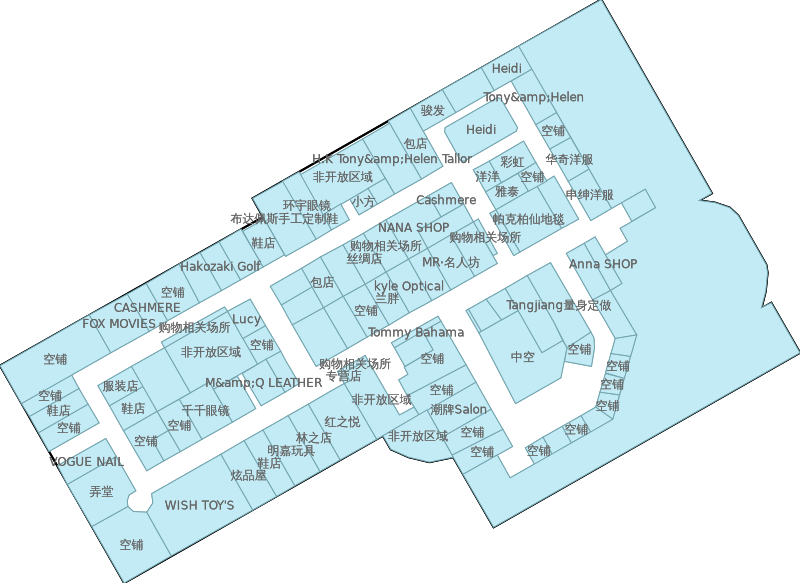 Heidi
Tony&amp;Helen
骏发
Heidi
空铺
包店
H.K Tony&amp;Helen Tallor
华奇洋服
彩虹
非开放区域
洋洋
空铺
雅泰
申绅洋服
Cashmere
小方
环宇眼镜
布达佩斯手工定制鞋
帕克柏仙地毯
NANA SHOP
购物相关场所
鞋店
购物相关场所
丝绸店
MR·名人坊
Anna SHOP
Hakozaki Golf
包店
kyle Optical
兰胖
空铺
CASHMERE
空铺
Tangjiang量身定做
FOX MOVIES
购物相关场所
Lucy
Tommy Bahama
空铺
非开放区域
空铺
空铺
中空
空铺
购物相关场所
专营店
空铺
M&amp;Q LEATHER
服装店
空铺
空铺
空铺
非开放区域
鞋店
鞋店
千千眼镜
潮牌Salon
空铺
空铺
空铺
红之悦
空铺
空铺
林之店
非开放区域
空铺
明嘉玩具
空铺
空铺
VOGUE NAIL
鞋店
炫品屋
弄堂
WISH TOY'S
空铺